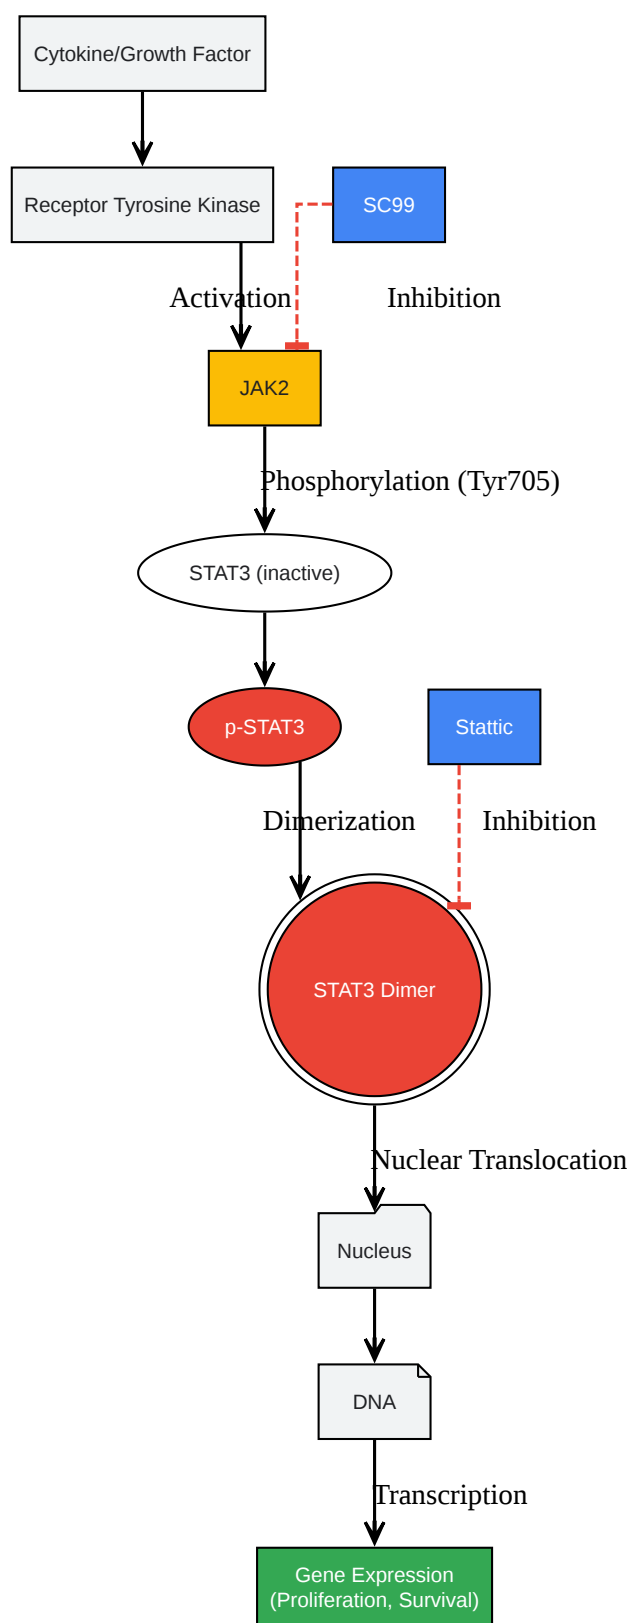 Cytokine/Growth Factor
Receptor Tyrosine Kinase
SC99
Activation
Inhibition
JAK2
Phosphorylation (Tyr705)
STAT3 (inactive)
p-STAT3
Stattic
Dimerization
Inhibition
STAT3 Dimer
Nuclear Translocation
Nucleus
DNA
Transcription
Gene Expression
(Proliferation, Survival)